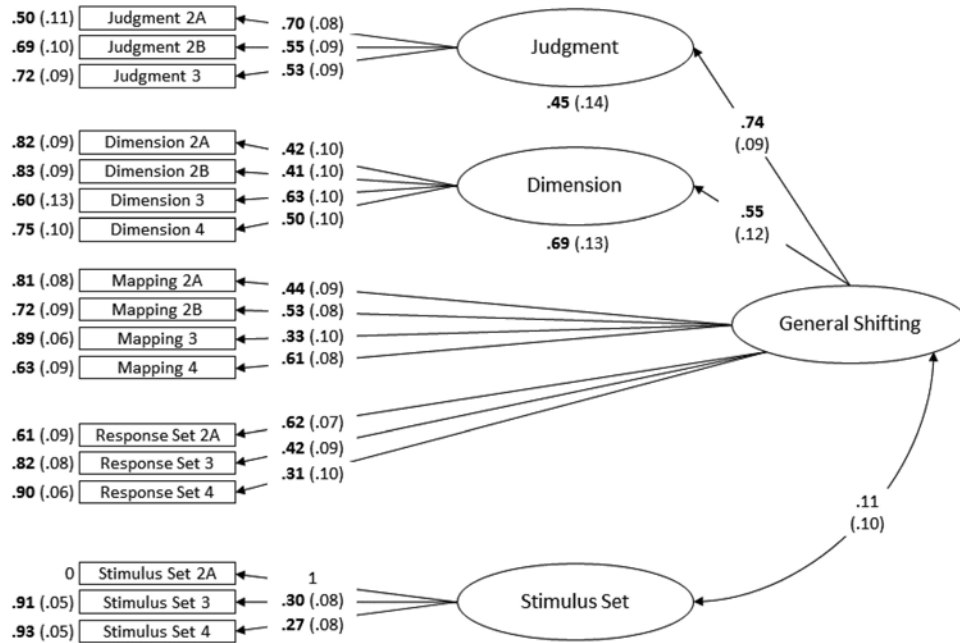 .50 (.11) Judgment 2A .70 (.08)
.69 (.10) Judgment 2B .55 (.09) Judgment
.72 (.09) Judgment 3 .53 (.09)
.45 (.14)
.74
(.09)
.82 (.09) Dimension 2A .42 (.10)
.83 (.09) Dimension 2B .41 (.10) Dimension
.60 (.13) Dimension 3 .63 (.10)
.75 (.10) Dimension 4 .50 (.10)
.55
(.12)
.69 (.13)
.81 (.08) Mapping 2A .44 (.09)
.72 (.09) Mapping 2B .53 (.08)
.89 (.06) Mapping 3 .33 (.10)
.63 (.09) Mapping 4 .61 (.08)
General Shifting
.61 (.09) Response Set 2A .62 (.07)
.82 (.08) Response Set 3 .42 (.09)
.90 (.06) Response Set 4 .31 (.10)
.11
(.10)
0 Stimulus Set 2A 1
.91 (.05) Stimulus Set 3 .30 (.08) Stimulus Set
.93 (.05) Stimulus Set 4 .27 (.08)